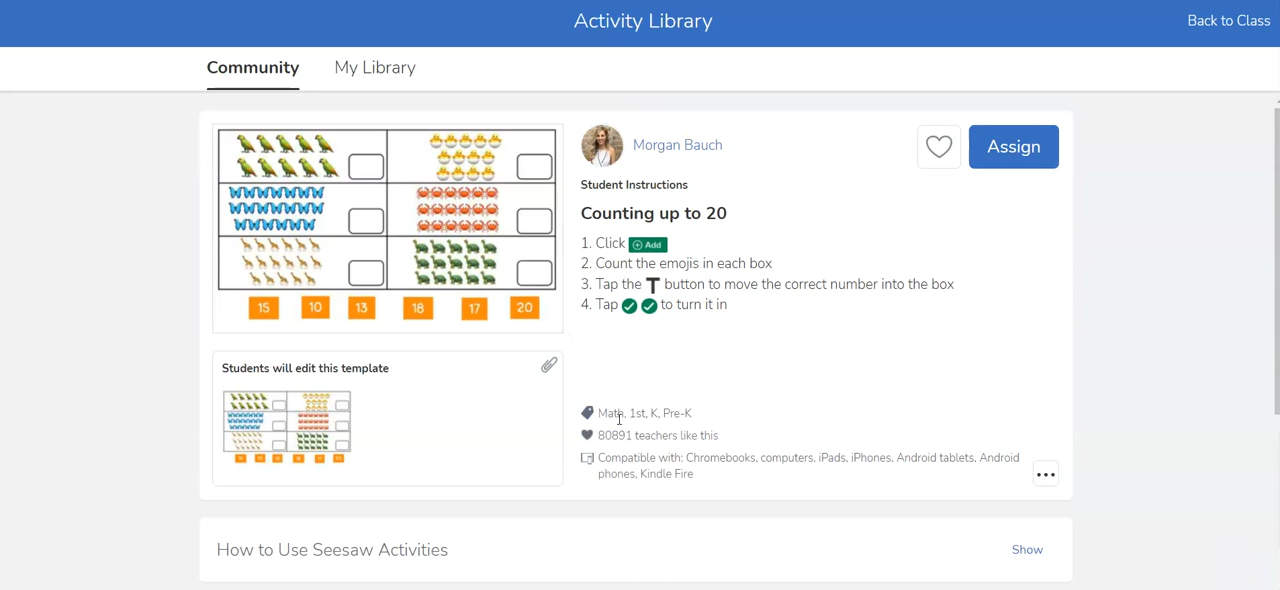 Activity Library
Back to Class
Community
My Library
Morgan Bauch
Assign
Student Instructions
Counting up to 20
1. Click Add
2. Count the emojis in each box
3. Tap the T button to move the correct number into the box
4. Tap to turn it in
15 10 13 18 17 20
Students will edit this template
Math, 1st, K, Pre-K
80891 teachers like this
Compatible with: Chromebooks, computers, iPads, iPhones, Android tablets, Android
phones, Kindle Fire
How to Use Seesaw Activities
Show